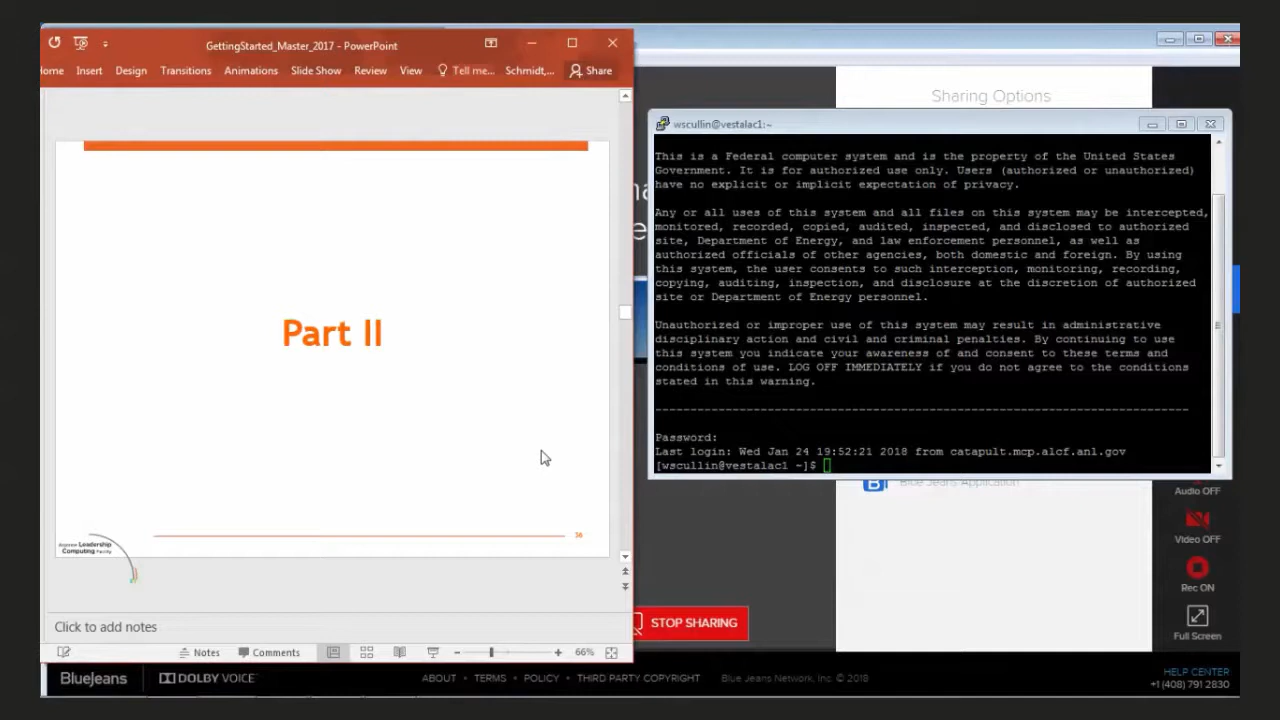 GettingStarted_Master_2017 - PowerPoint
Home Insert Design Transitions Animations Slide Show Review View Tell me... Schmidt,... Share
Part II
Argonne Leadership
Computing Facility
36
Click to add notes
Notes Comments 66%
Sharing Options
wscullin@vestalac1:~
This is a Federal computer system and is the property of the United States
Government. It is for authorized use only. Users (authorized or unauthorized)
have no explicit or implicit expectation of privacy.
Any or all uses of this system and all files on this system may be intercepted,
monitored, recorded, copied, audited, inspected, and disclosed to authorized
site, Department of Energy, and law enforcement personnel, as well as
authorized officials of other agencies, both domestic and foreign. By using
this system, the user consents to such interception, monitoring, recording,
copying, auditing, inspection, and disclosure at the discretion of authorized
site or Department of Energy personnel.
Unauthorized or improper use of this system may result in administrative
disciplinary action and civil and criminal penalties. By continuing to use
this system you indicate your awareness of and consent to these terms and
conditions of use. LOG OFF IMMEDIATELY if you do not agree to the conditions
stated in this warning.
--------------------------------------------------------------------------------
Password:
Last login: Wed Jan 24 19:52:21 2018 from catapult.mcp.alcf.anl.gov
[wscullin@vestalac1 ~]$
Blue Jeans Application
Audio OFF
Video OFF
Rec ON
Full Screen
STOP SHARING
BlueJeans DOLBY VOICE ABOUT • TERMS • POLICY • THIRD PARTY COPYRIGHT Blue Jeans Network, Inc. © 2018
HELP CENTER
+1 (408) 791 2830